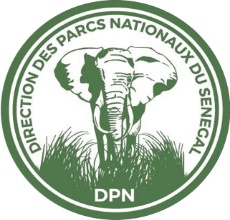 DIRECTION DES PARCS NATIONAUX DU SENEGAL
DPN